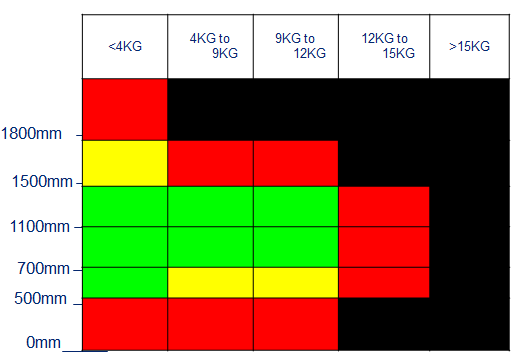 <4KG
4KG to
9KG
9KG to
12KG
12KG to
15KG
>15KG
1800mm
1500mm
1100mm
700mm
500mm
0mm